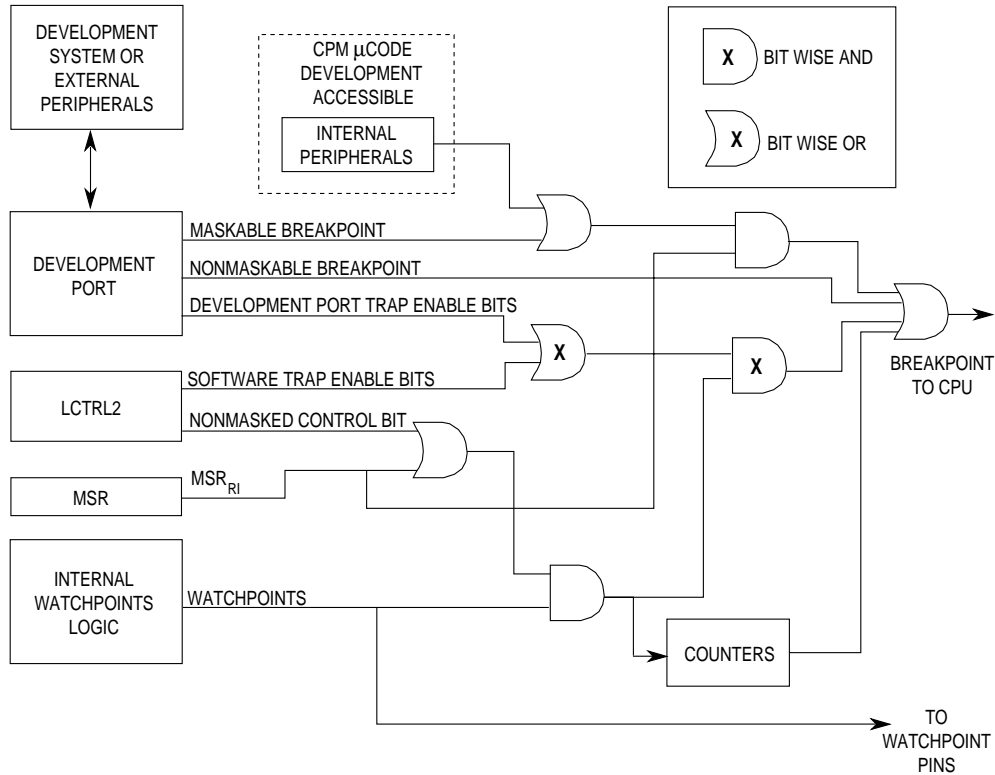 DEVELOPMENT
SYSTEM OR
EXTERNAL
PERIPHERALS
CPM μCODE
DEVELOPMENT
ACCESSIBLE
INTERNAL
PERIPHERALS
X
BIT WISE AND
X
BIT WISE OR
DEVELOPMENT
PORT
MASKABLE BREAKPOINT
NONMASKABLE BREAKPOINT
DEVELOPMENT PORT TRAP ENABLE BITS
X
X
BREAKPOINT
TO CPU
LCTRL2
SOFTWARE TRAP ENABLE BITS
NONMASKED CONTROL BIT
MSR
MSR RI
INTERNAL
WATCHPOINTS
LOGIC
WATCHPOINTS
COUNTERS
TO
WATCHPOINT
PINS